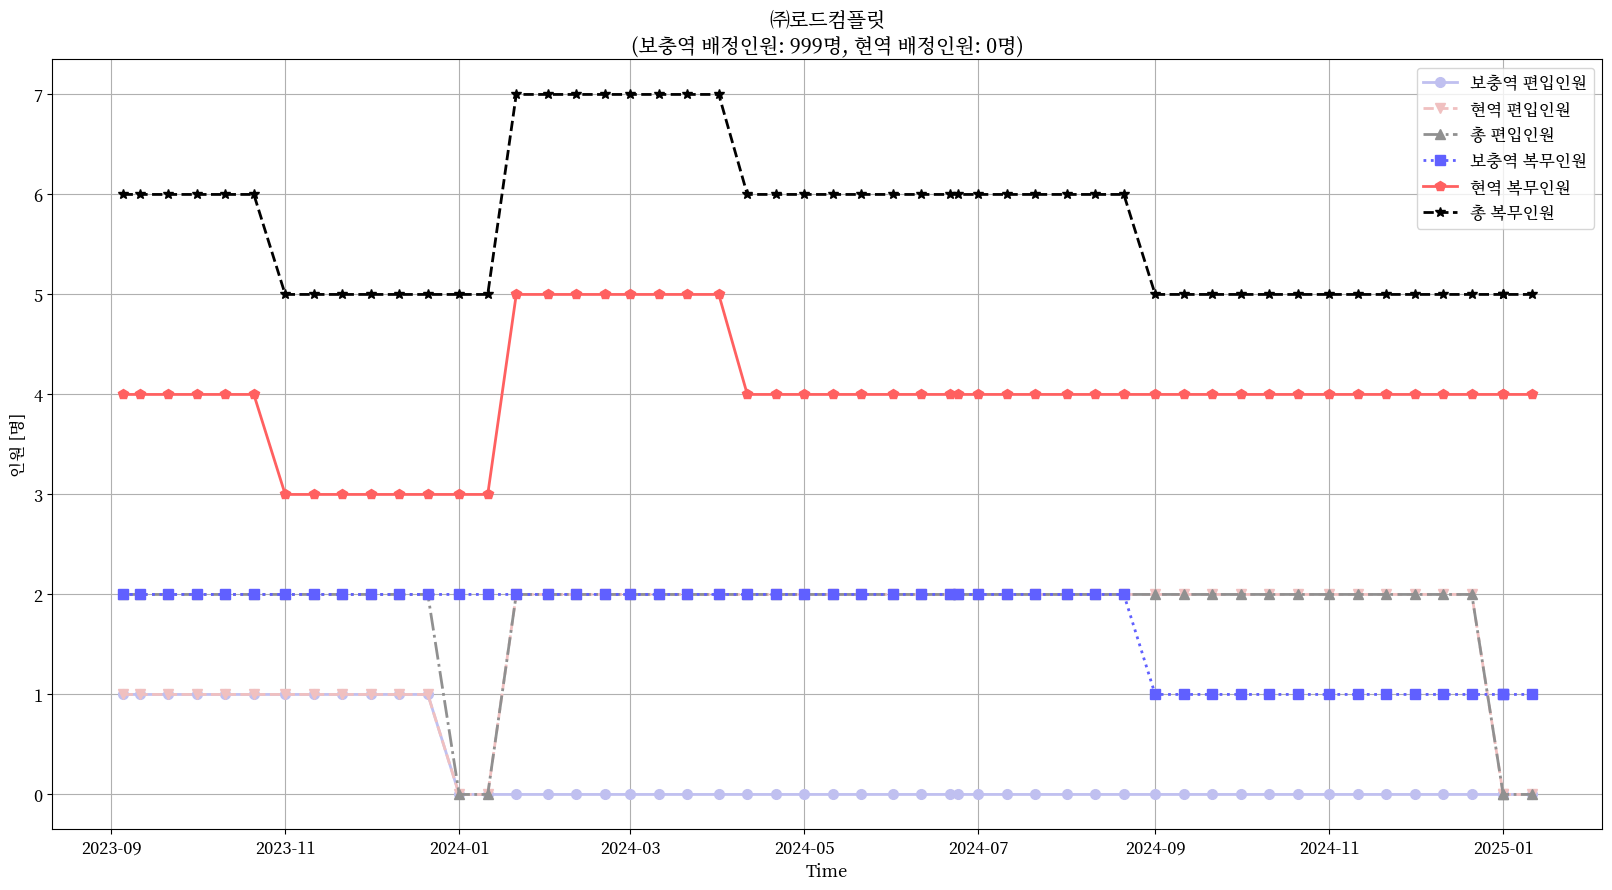 ㈜로드컴플릿
(보충역 배정인원: 999명, 현역 배정인원: 0명)
보충역 편입인원
현역 편입인원
총 편입인원
보충역 복무인원
현역 복무인원
총 복무인원
인원 [명]
7
6
5
4
3
2
1
0
2023-09
2023-11
2024-01
2024-03
2024-05
2024-07
2024-09
2024-11
2025-01
Time